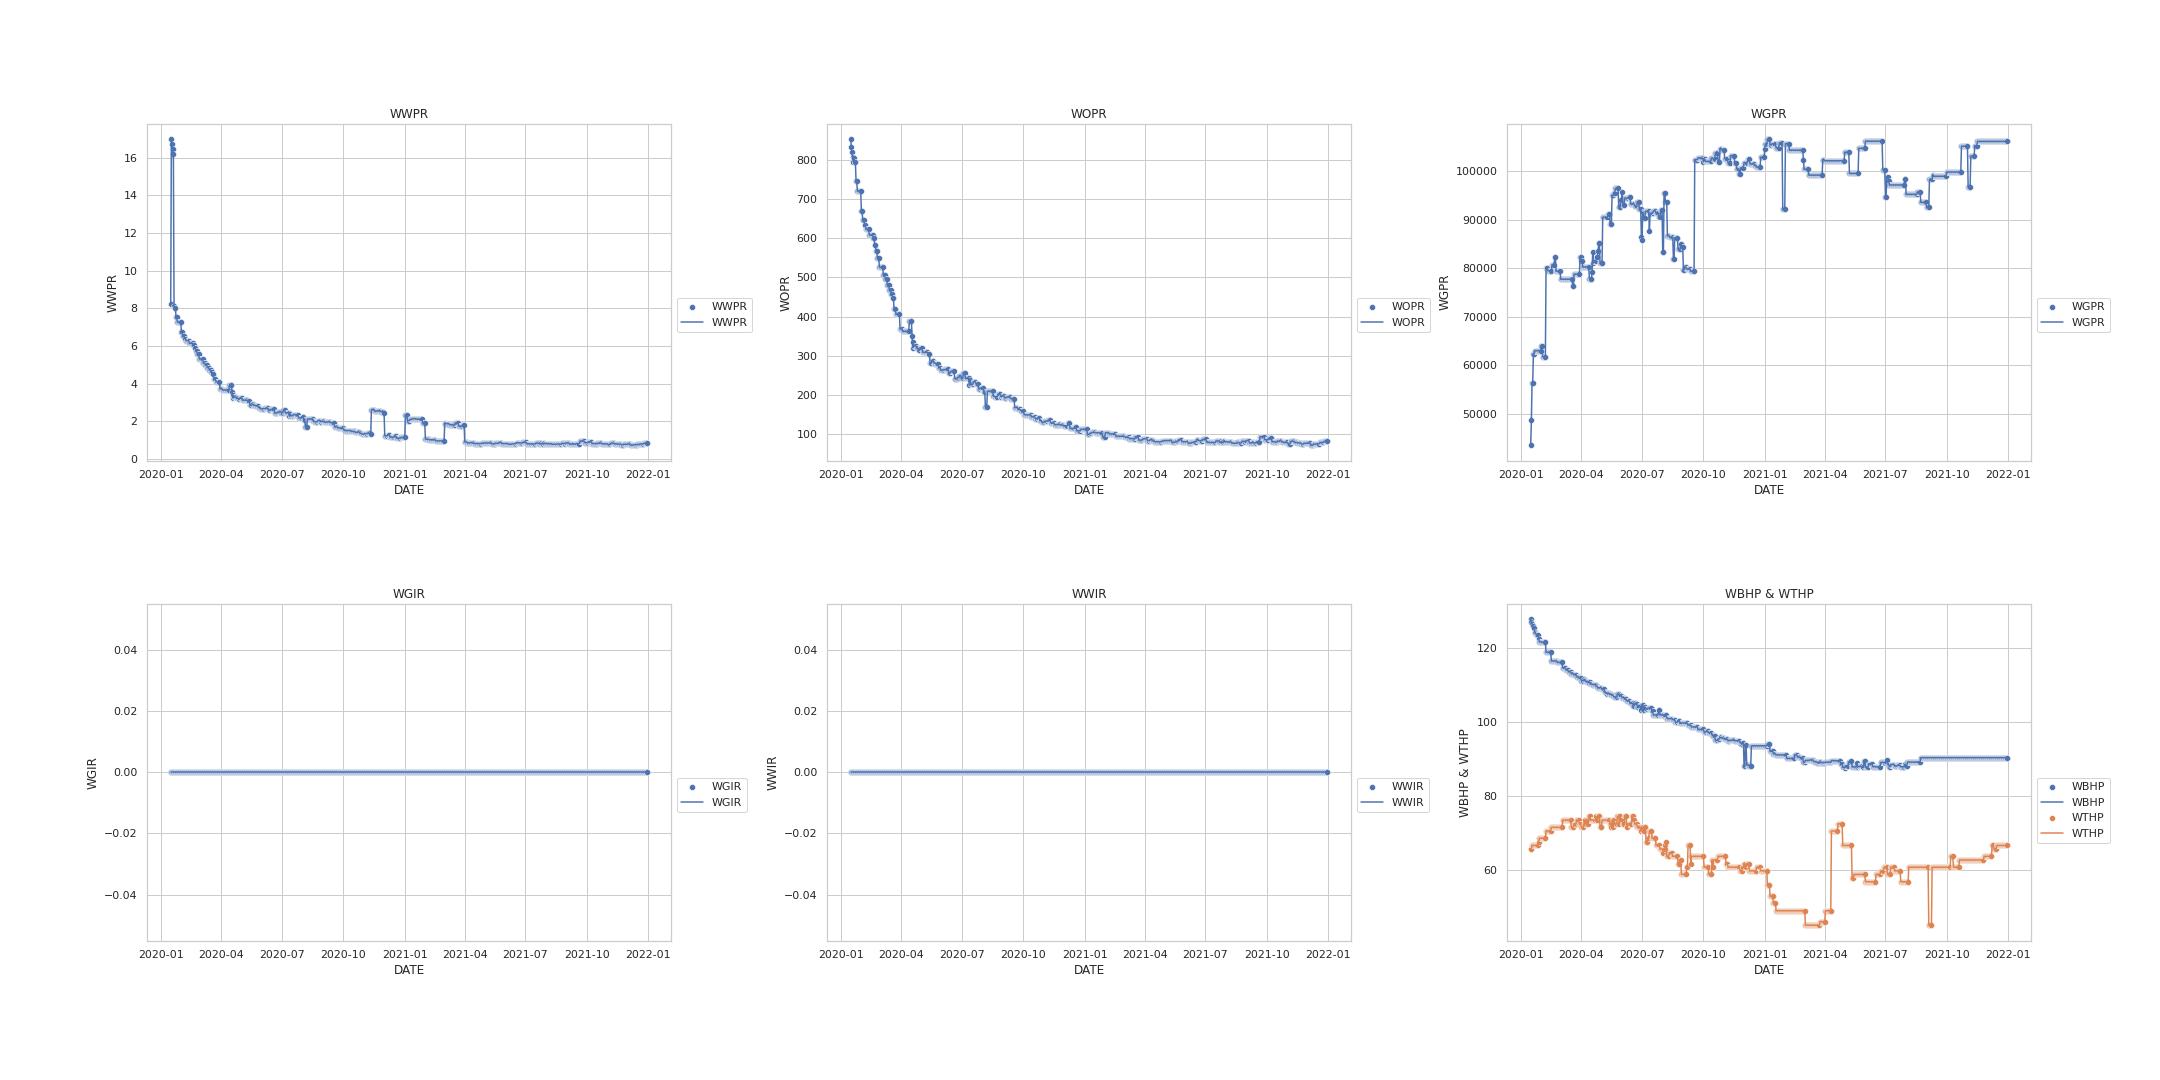 WWPR
WWPR
16
14
12
10
8
6
4
2
0
2020-01 2020-04 2020-07 2020-10 2021-01 2021-04 2021-07 2021-10 2022-01
DATE
WWPR
WWPR
WOPR
WOPR
800
700
600
500
400
300
200
100
2020-01 2020-04 2020-07 2020-10 2021-01 2021-04 2021-07 2021-10 2022-01
DATE
WOPR
WOPR
WGPR
WGPR
100000
90000
80000
70000
60000
50000
2020-01 2020-04 2020-07 2020-10 2021-01 2021-04 2021-07 2021-10 2022-01
DATE
WGPR
WGPR
WGIR
WGIR
0.04
0.02
0.00
−0.02
−0.04
2020-01 2020-04 2020-07 2020-10 2021-01 2021-04 2021-07 2021-10 2022-01
DATE
WGIR
WGIR
WWIR
WWIR
0.04
0.02
0.00
−0.02
−0.04
2020-01 2020-04 2020-07 2020-10 2021-01 2021-04 2021-07 2021-10 2022-01
DATE
WWIR
WWIR
WBHP & WTHP
WBHP & WTHP
120
100
80
60
2020-01 2020-04 2020-07 2020-10 2021-01 2021-04 2021-07 2021-10 2022-01
DATE
WBHP
WBHP
WTHP
WTHP